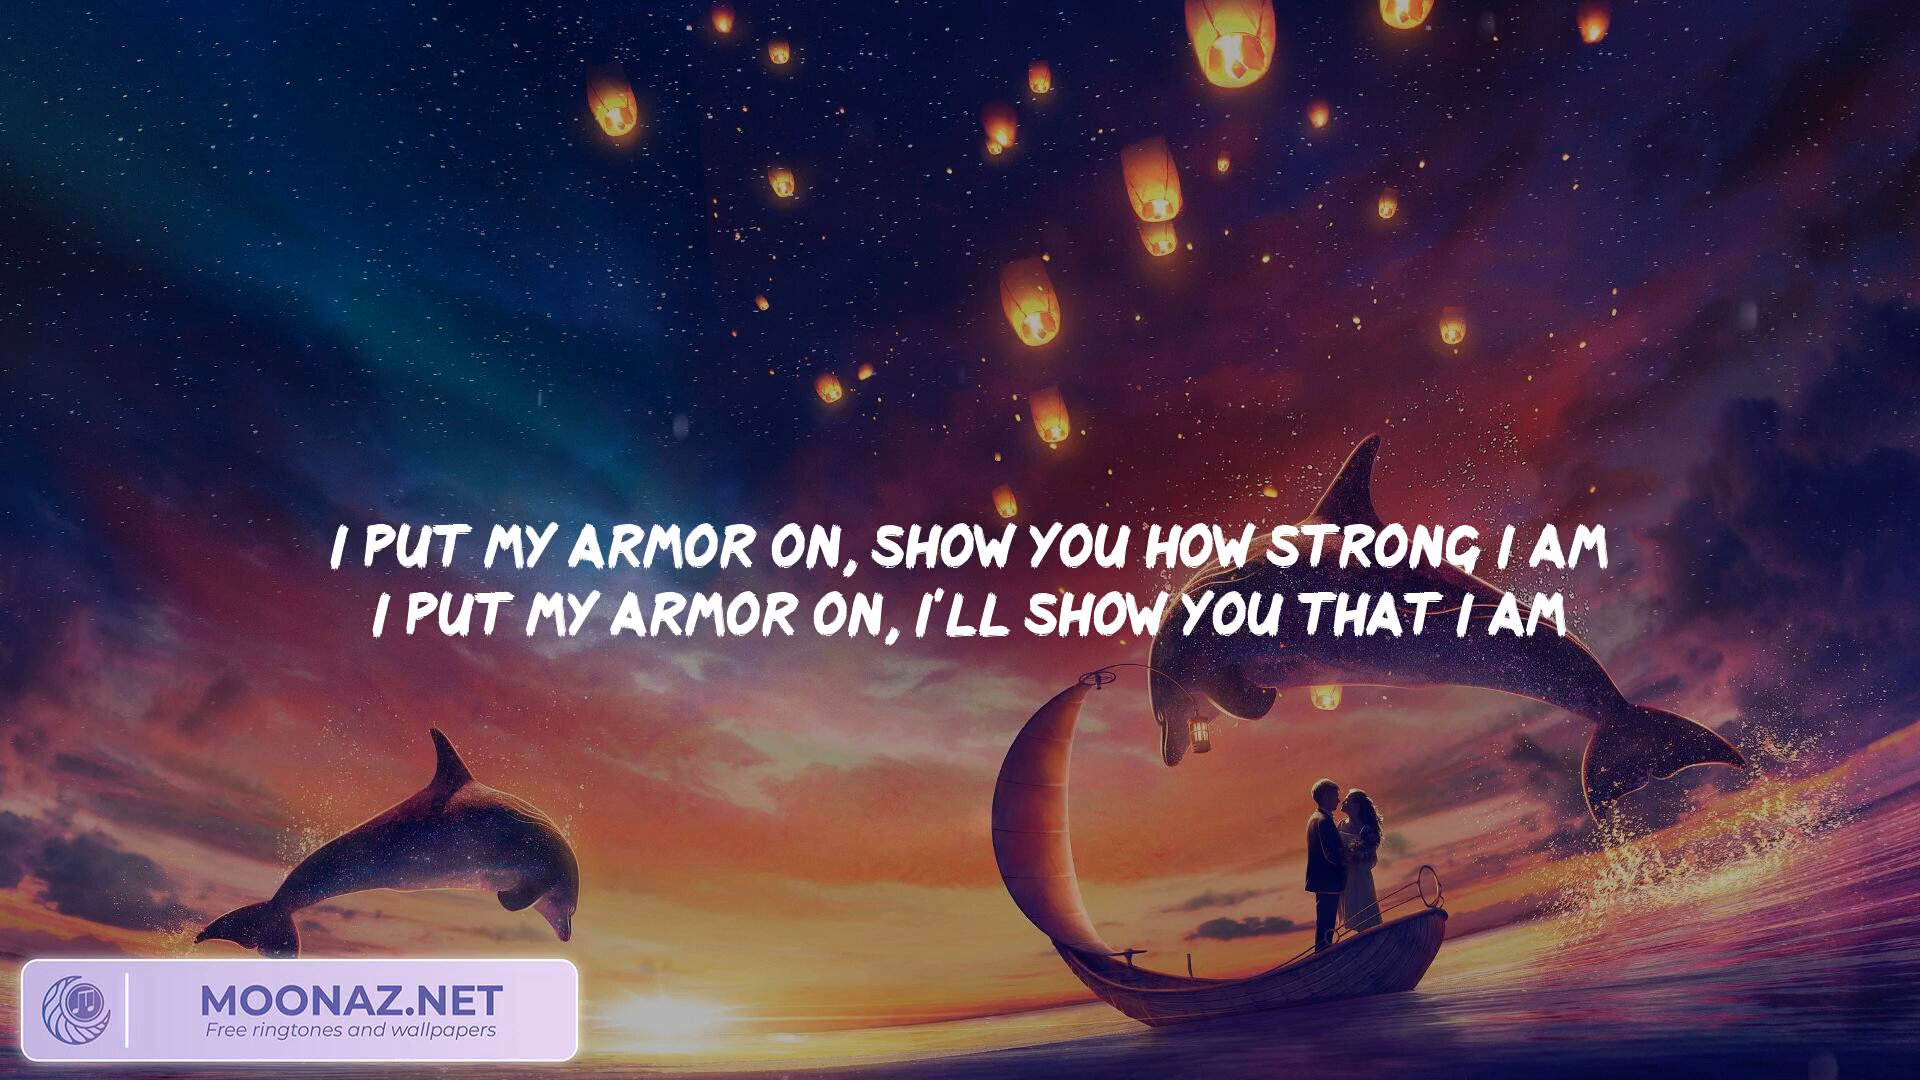 I PUT MY ARMOR ON, SHOW YOU HOW STRONG I AM
I PUT MY ARMOR ON, I'LL SHOW YOU THAT I AM
MOONAZ.NET
Free ringtones and wallpapers